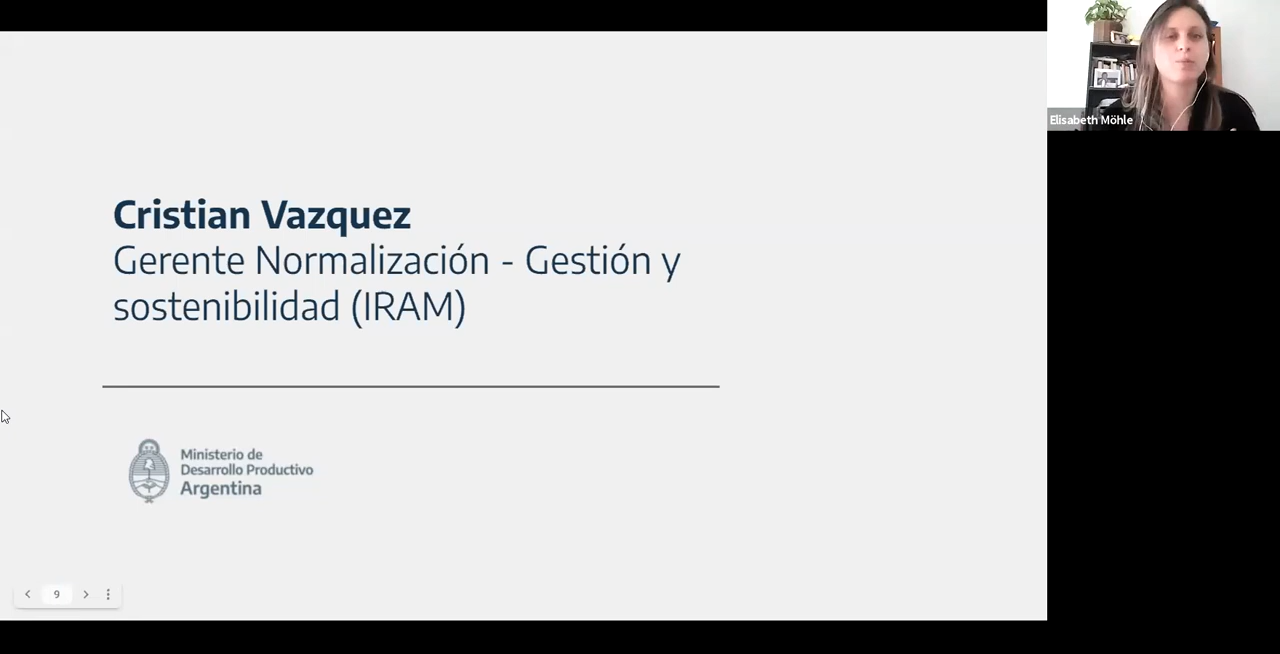 Elisabeth Möhle
Cristian Vazquez
Gerente Normalización - Gestión y
sostenibilidad (IRAM)
Ministerio de
Desarrollo Productivo
Argentina
9